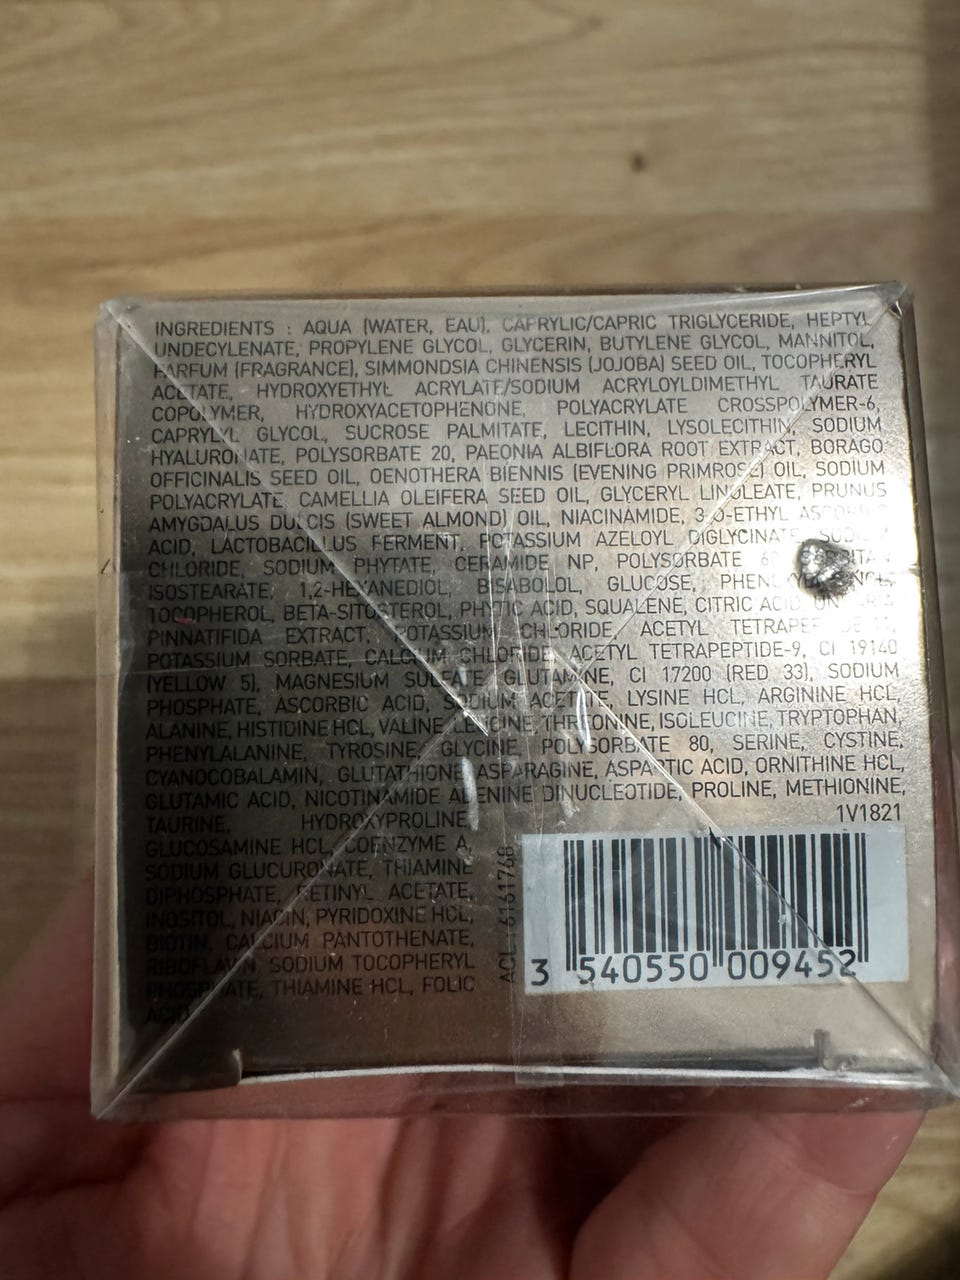 INGREDIENTS : AQUA (WATER, EAU), CAPRYLIC/CAPRIC TRIGLYCERIDE, HEPTYL
UNDECYLENATE, PROPYLENE GLYCOL, GLYCERIN, BUTYLENE GLYCOL, MANNITOL,
PARFUM (FRAGRANCE), SIMMONDSIA CHINENSIS (JOJOBA) SEED OIL, TOCOPHERYL
ACETATE, HYDROXYETHYL ACRYLATE/SODIUM ACRYLOYLDIMETHYL TAURATE
COPOLYMER, HYDROXYACETOPHENONE, POLYACRYLATE CROSSPOLYMER-6,
CAPRYLYL GLYCOL, SUCROSE PALMITATE, LECITHIN, LYSOLECITHIN, SODIUM
HYALURONATE, POLYSORBATE 20, PAEONIA ALBIFLORA ROOT EXTRACT, BORAGO
OFFICINALIS SEED OIL, OENOTHERA BIENNIS (EVENING PRIMROSE) OIL, SODIUM
POLYACRYLATE, CAMELLIA OLEIFERA SEED OIL, GLYCERYL LINOLEATE, PRUNUS
AMYGDALUS DULCIS (SWEET ALMOND) OIL, NIACINAMIDE, 3-O-ETHYL ASCORBIC
ACID, LACTOBACILLUS FERMENT, POTASSIUM AZELOYL DIGLYCINATE, SODIUM
CHLORIDE, SODIUM PHYTATE, CERAMIDE NP, POLYSORBATE
ISOSTEARATE, 1,2-HEXANEDIOL, BISABOLOL, GLUCOSE,
TOCOPHEROL, BETA-SITOSTEROL, PHYTIC ACID, SQUALENE, CITRIC ACID,
PINNATIFIDA EXTRACT, POTASSIUM CHLORIDE, ACETYL
POTASSIUM SORBATE, CALCIUM CHLORIDE, ACETYL TETRAPEPTIDE-9, CI 19140
(YELLOW 5), MAGNESIUM SULFATE, GLUTAMINE, CI 17200 (RED 33), SODIUM
PHOSPHATE, ASCORBIC ACID, SODIUM ACETATE, LYSINE HCL, ARGININE HCL,
ALANINE, HISTIDINE HCL, VALINE, LEUCINE, THREONINE, ISOLEUCINE, TRYPTOPHAN,
PHENYLALANINE, TYROSINE, GLYCINE, POLYSORBATE 80, SERINE, CYSTINE,
CYANOCOBALAMIN, GLUTATHIONE, ASPARAGINE, ASPARTIC ACID, ORNITHINE HCL,
GLUTAMIC ACID, NICOTINAMIDE ADENINE DINUCLEOTIDE, PROLINE, METHIONINE,
TAURINE, HYDROXYPROLINE,
GLUCOSAMINE HCL, COENZYME A,
SODIUM GLUCURONATE, THIAMINE
DIPHOSPHATE, RETINYL ACETATE,
INOSITOL, NIACIN, PYRIDOXINE HCL,
BIOTIN, CALCIUM PANTOTHENATE,
RIBOFLAVIN, SODIUM TOCOPHERYL
PHOSPHATE, THIAMINE HCL, FOLIC
ACID
1V1821
ACL : 6161768
3 540550 009452